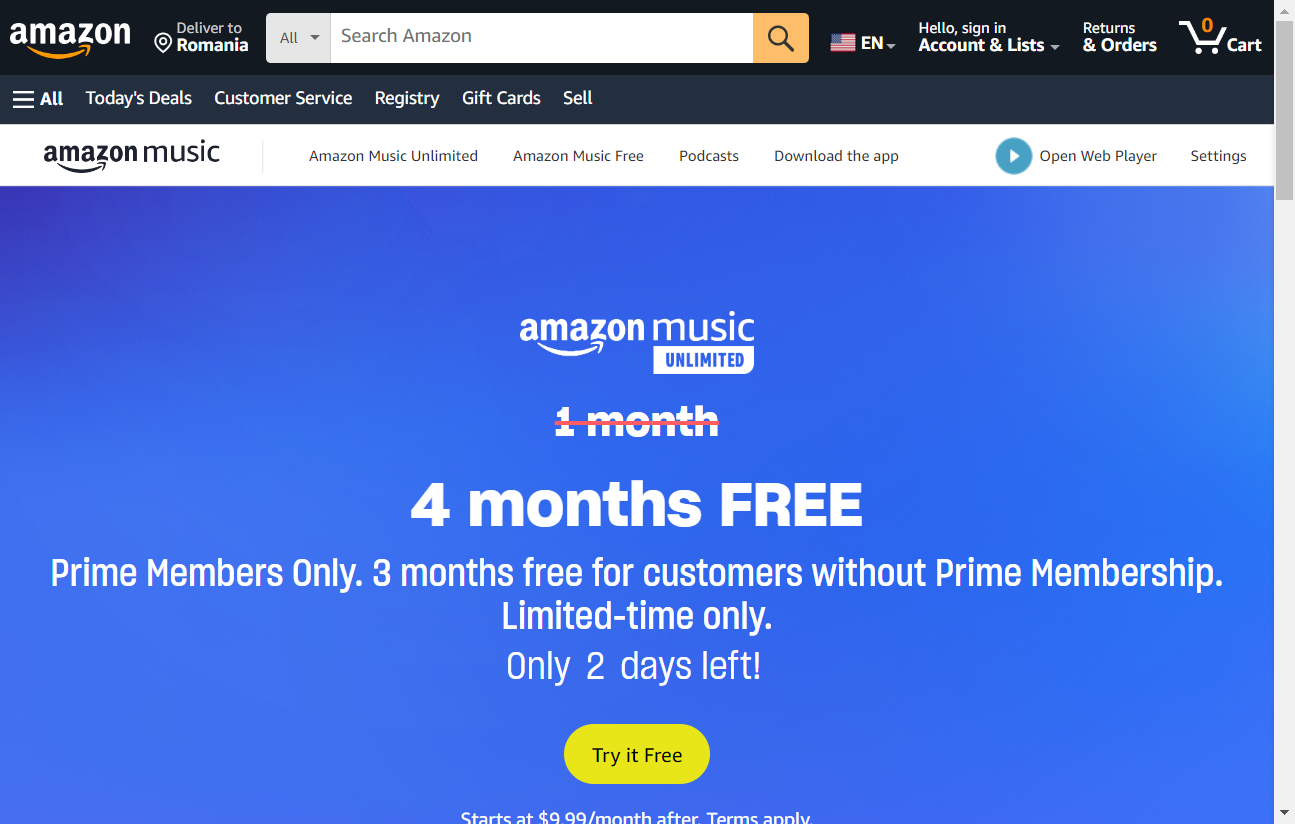 amazon
Deliver to
Romania
All
Search Amazon
EN
Hello, sign in
Account & Lists
Returns
& Orders
0
Cart
All
Today's Deals
Customer Service
Registry
Gift Cards
Sell
amazon music
Amazon Music Unlimited
Amazon Music Free
Podcasts
Download the app
Open Web Player
Settings
amazon music
UNLIMITED
1 month
4 months FREE
Prime Members Only. 3 months free for customers without Prime Membership.
Limited-time only.
Only 2 days left!
Try it Free
Starts at $9.99/month after. Terms apply.